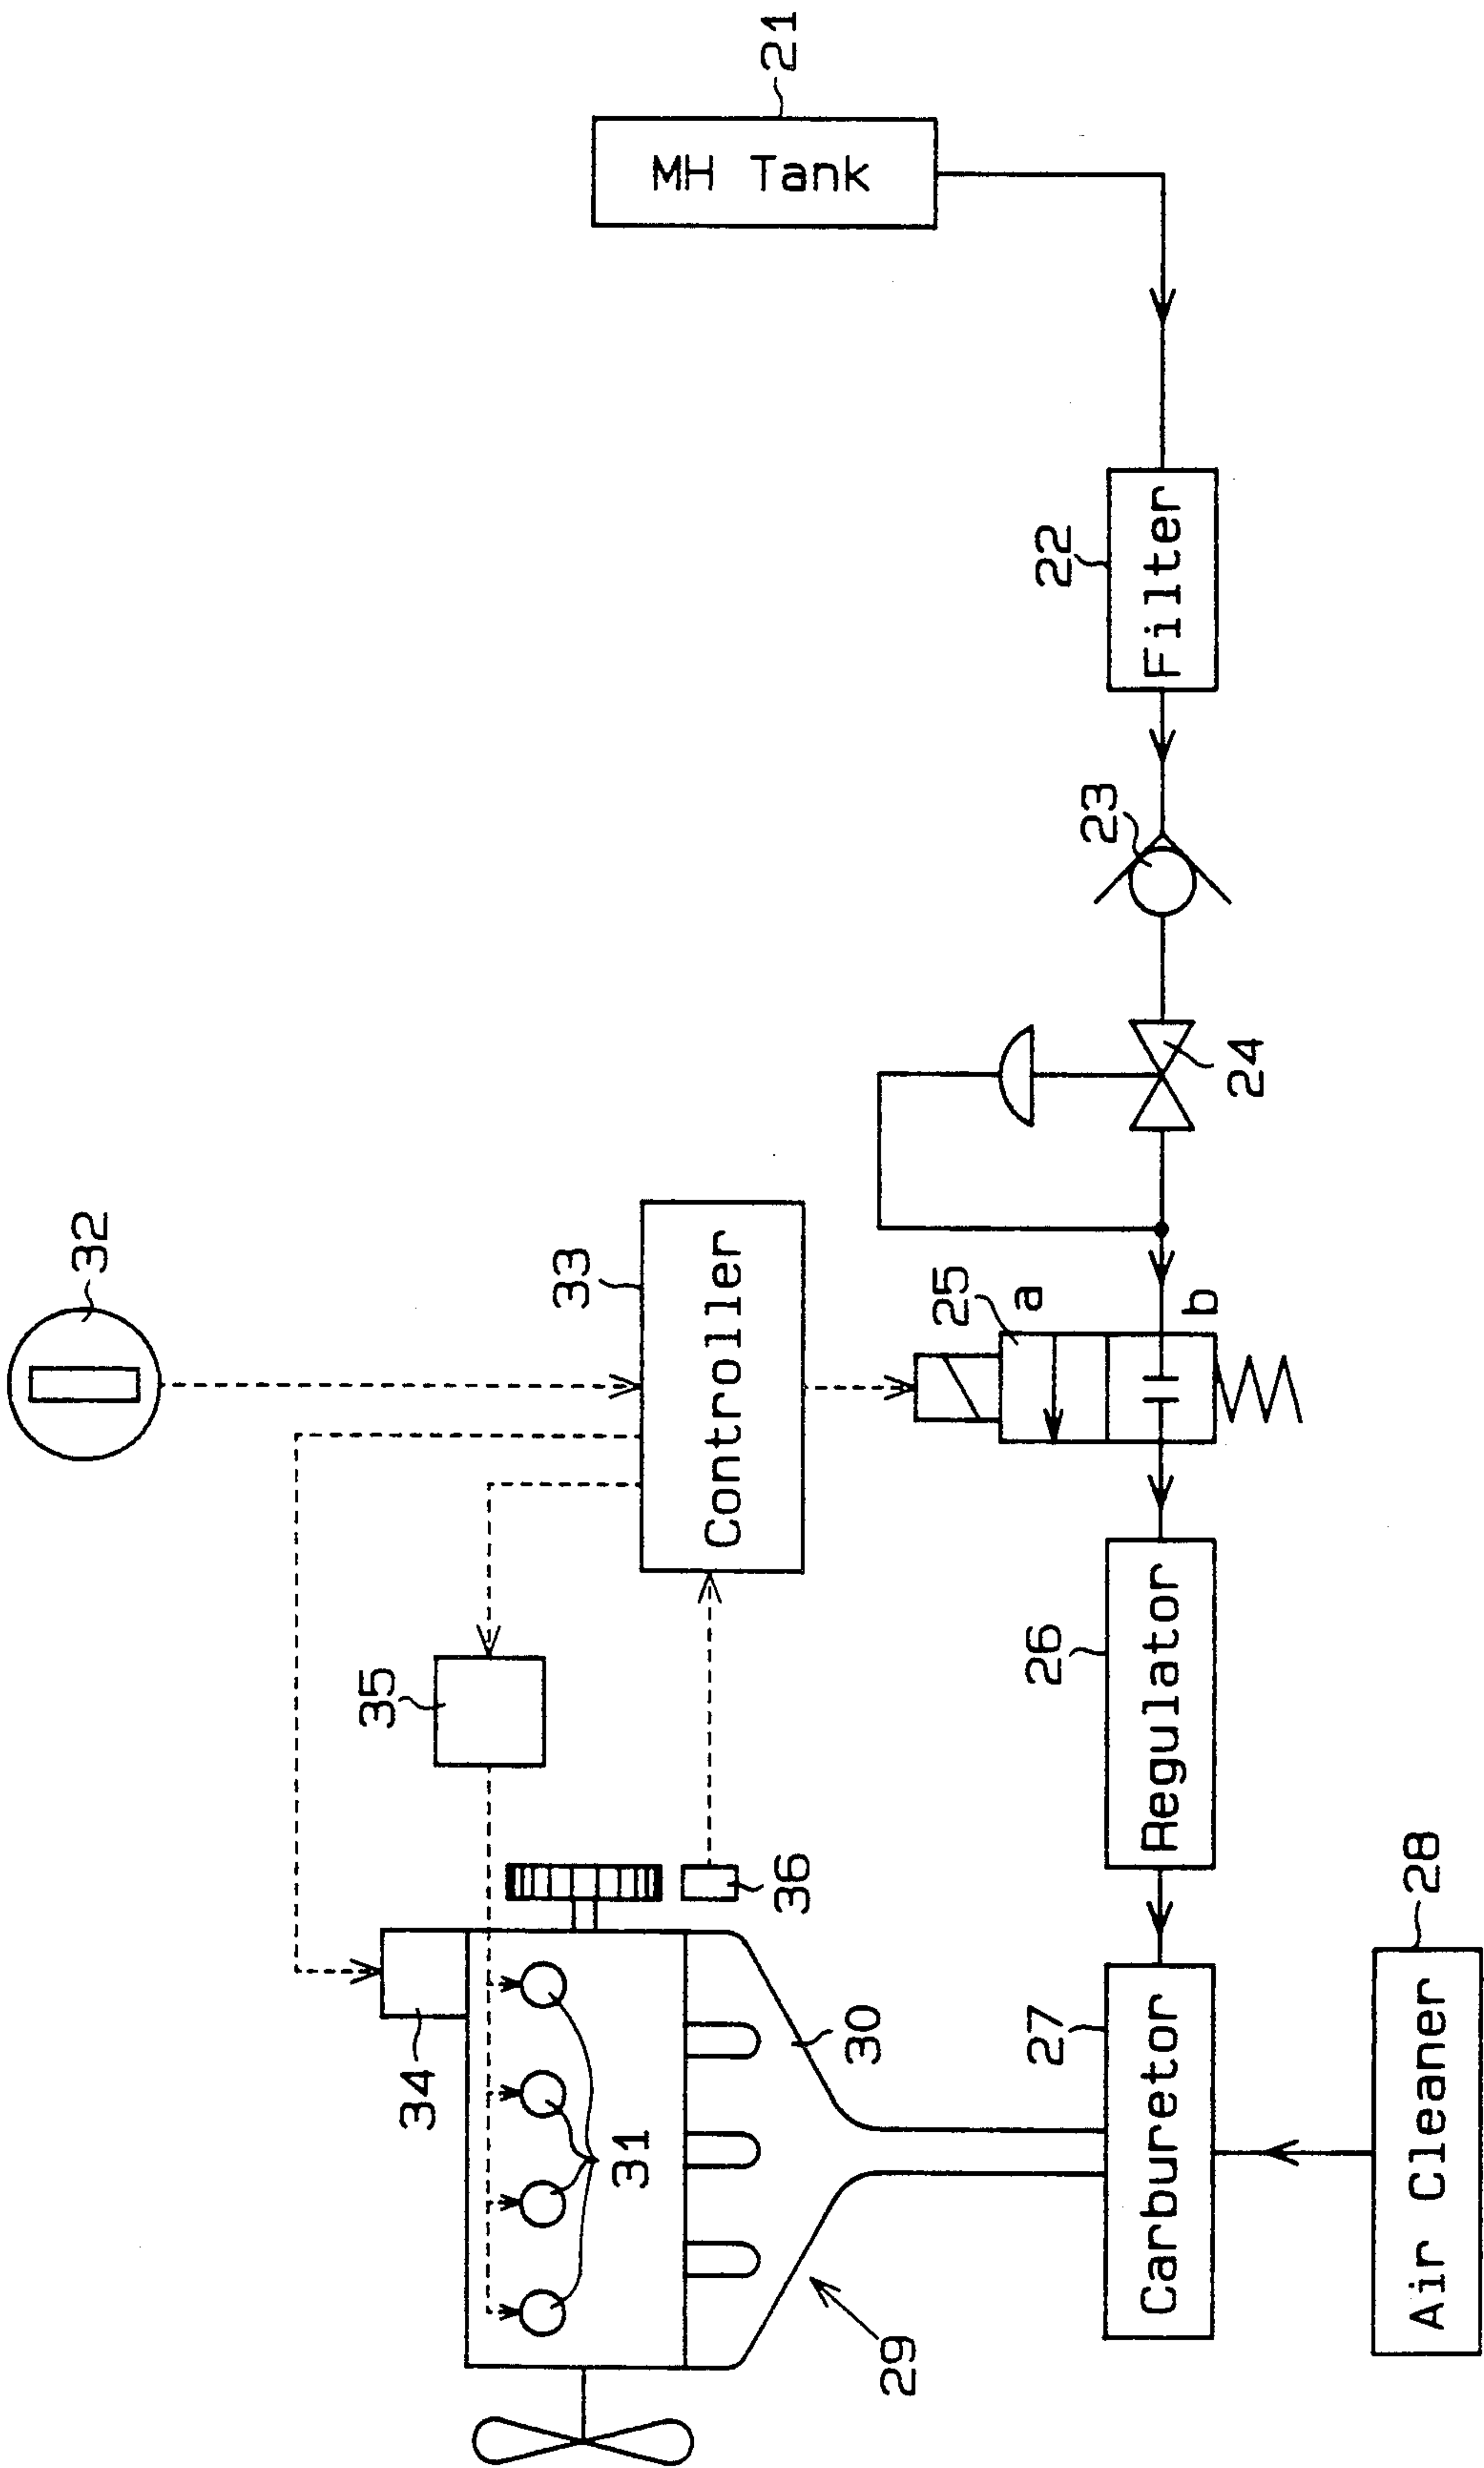 32
35
34
31
29
30
36
33
Controller
25
a
b
24
23
22
Filter
MH Tank
21
26
Regulator
27
Carburetor
28
Air Cleaner